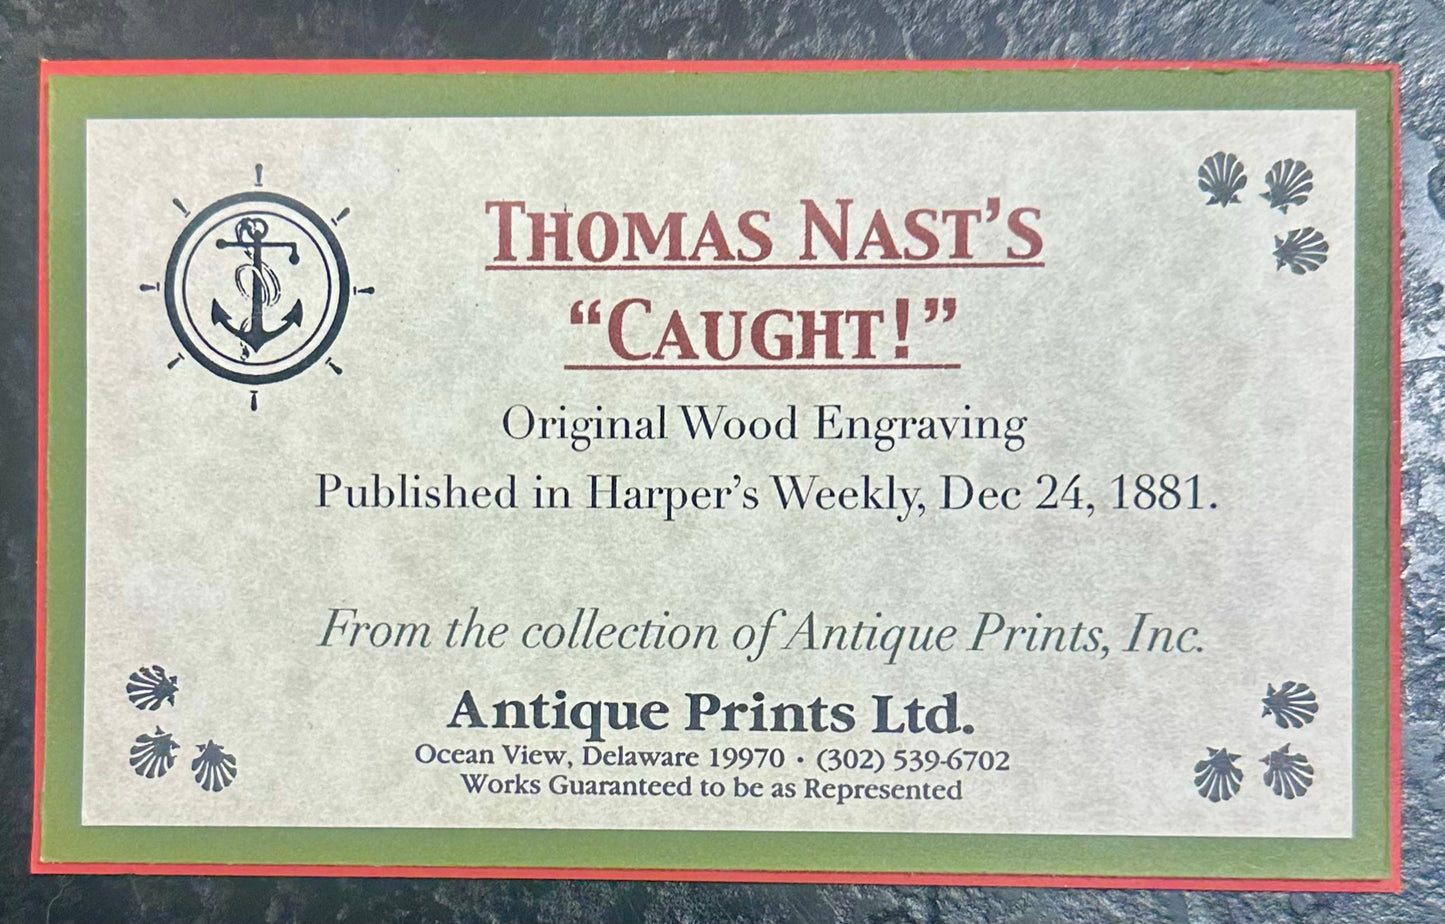 THOMAS NAST'S
"CAUGHT!"
Original Wood Engraving
Published in Harper's Weekly, Dec 24, 1881.
From the collection of Antique Prints, Inc.
Antique Prints Ltd.
Ocean View, Delaware 19970 • (302) 539-6702
Works Guaranteed to be as Represented